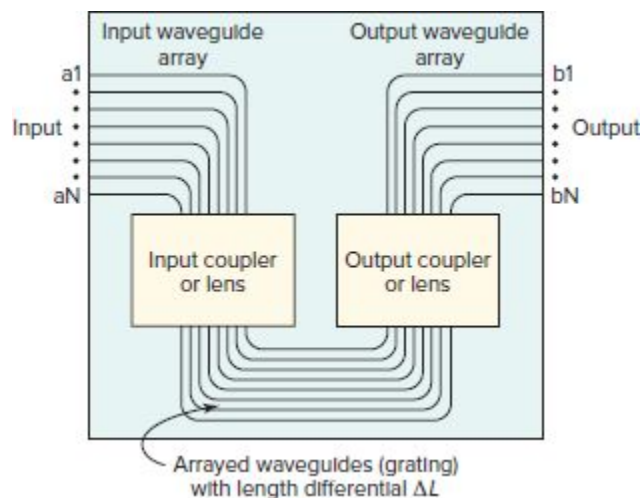 Input waveguide
array
Output waveguide
array
a1
b1
Input
Output
aN
bN
Input coupler
or lens
Output coupler
or lens
Arrayed waveguides (grating)
with length differential ΔL